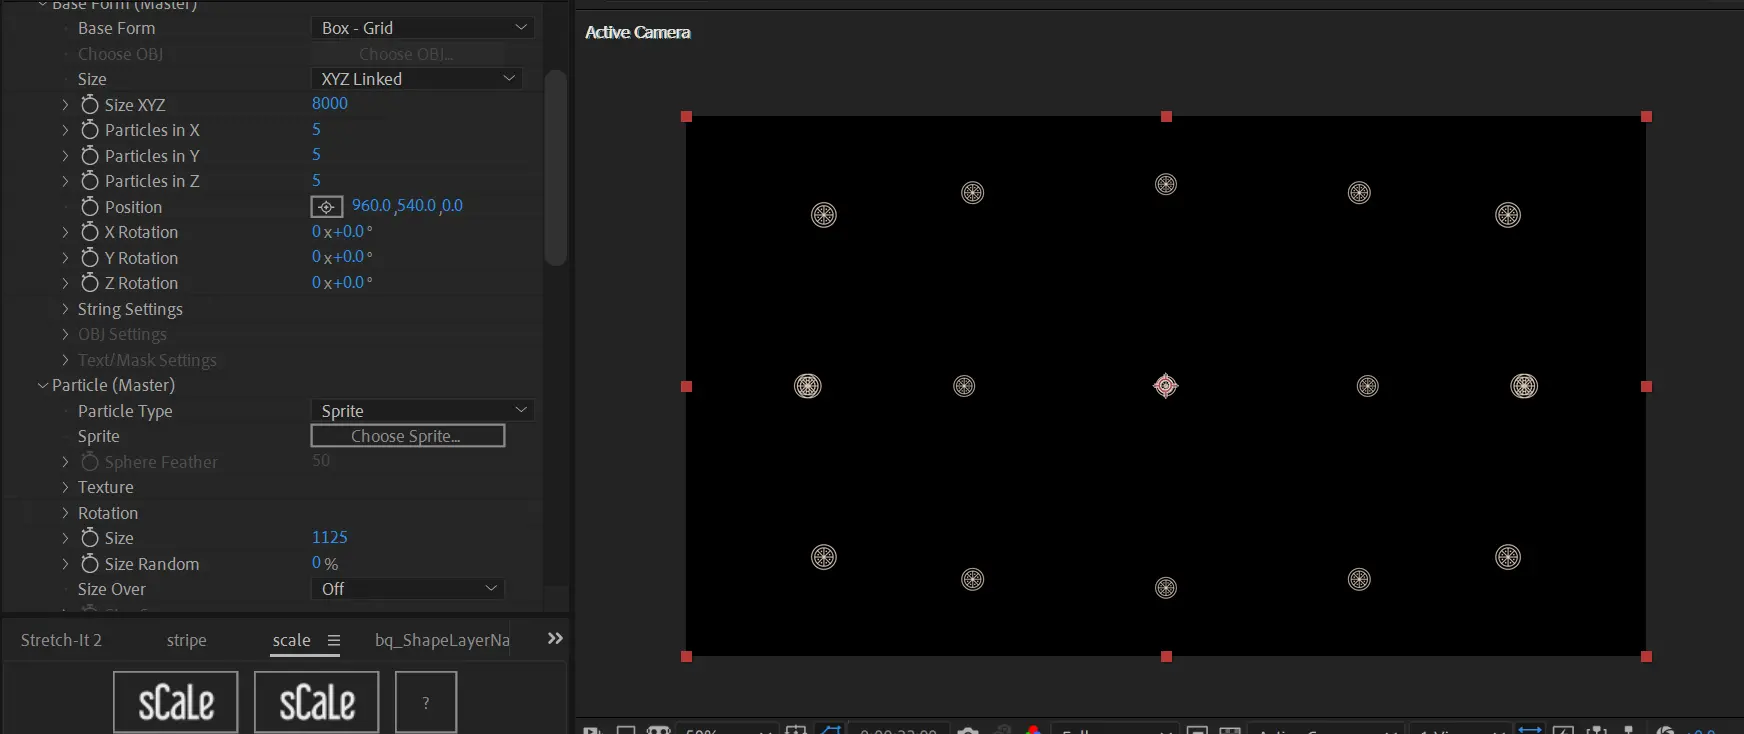 Base Form (Master)
Base Form Box - Grid
Choose OBJ Choose OBJ...
Size XYZ Linked
Size XYZ 8000
Particles in X 5
Particles in Y 5
Particles in Z 5
Position 960.0 ,540.0 ,0.0
X Rotation 0 x +0.0 °
Y Rotation 0 x +0.0 °
Z Rotation 0 x +0.0 °
String Settings
OBJ Settings
Text/Mask Settings
Particle (Master)
Particle Type Sprite
Sprite Choose Sprite...
Sphere Feather 50
Texture
Rotation
Size 1125
Size Random 0 %
Size Over Off
Stretch-It 2 stripe scale bq_ShapeLayerNa
sCaLe sCaLe ?
Active Camera